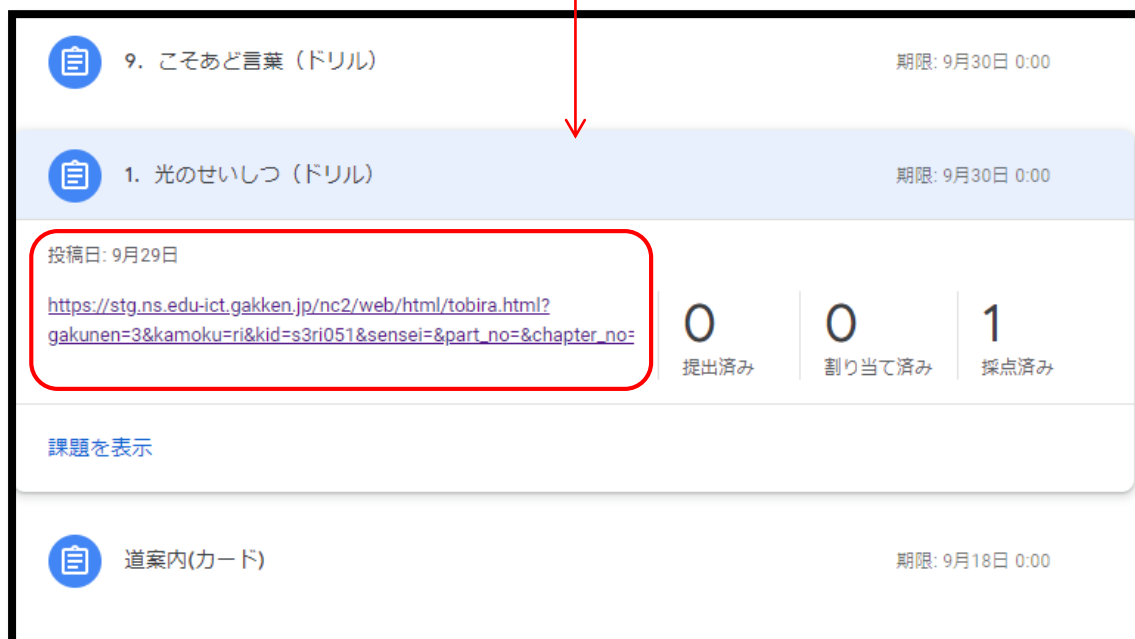 9. こそあど言葉（ドリル）
期限: 9月30日 0:00
1. 光のせいしつ（ドリル）
期限: 9月30日 0:00
投稿日: 9月29日
https://stg.ns.edu-ict.gakken.jp/nc2/web/html/tobira.html?
gakunen=3&kamoku=ri&kid=s3ri051&sensei=&part_no=&chapter_no=
0
提出済み
0
割り当て済み
1
採点済み
課題を表示
道案内(カード)
期限: 9月18日 0:00